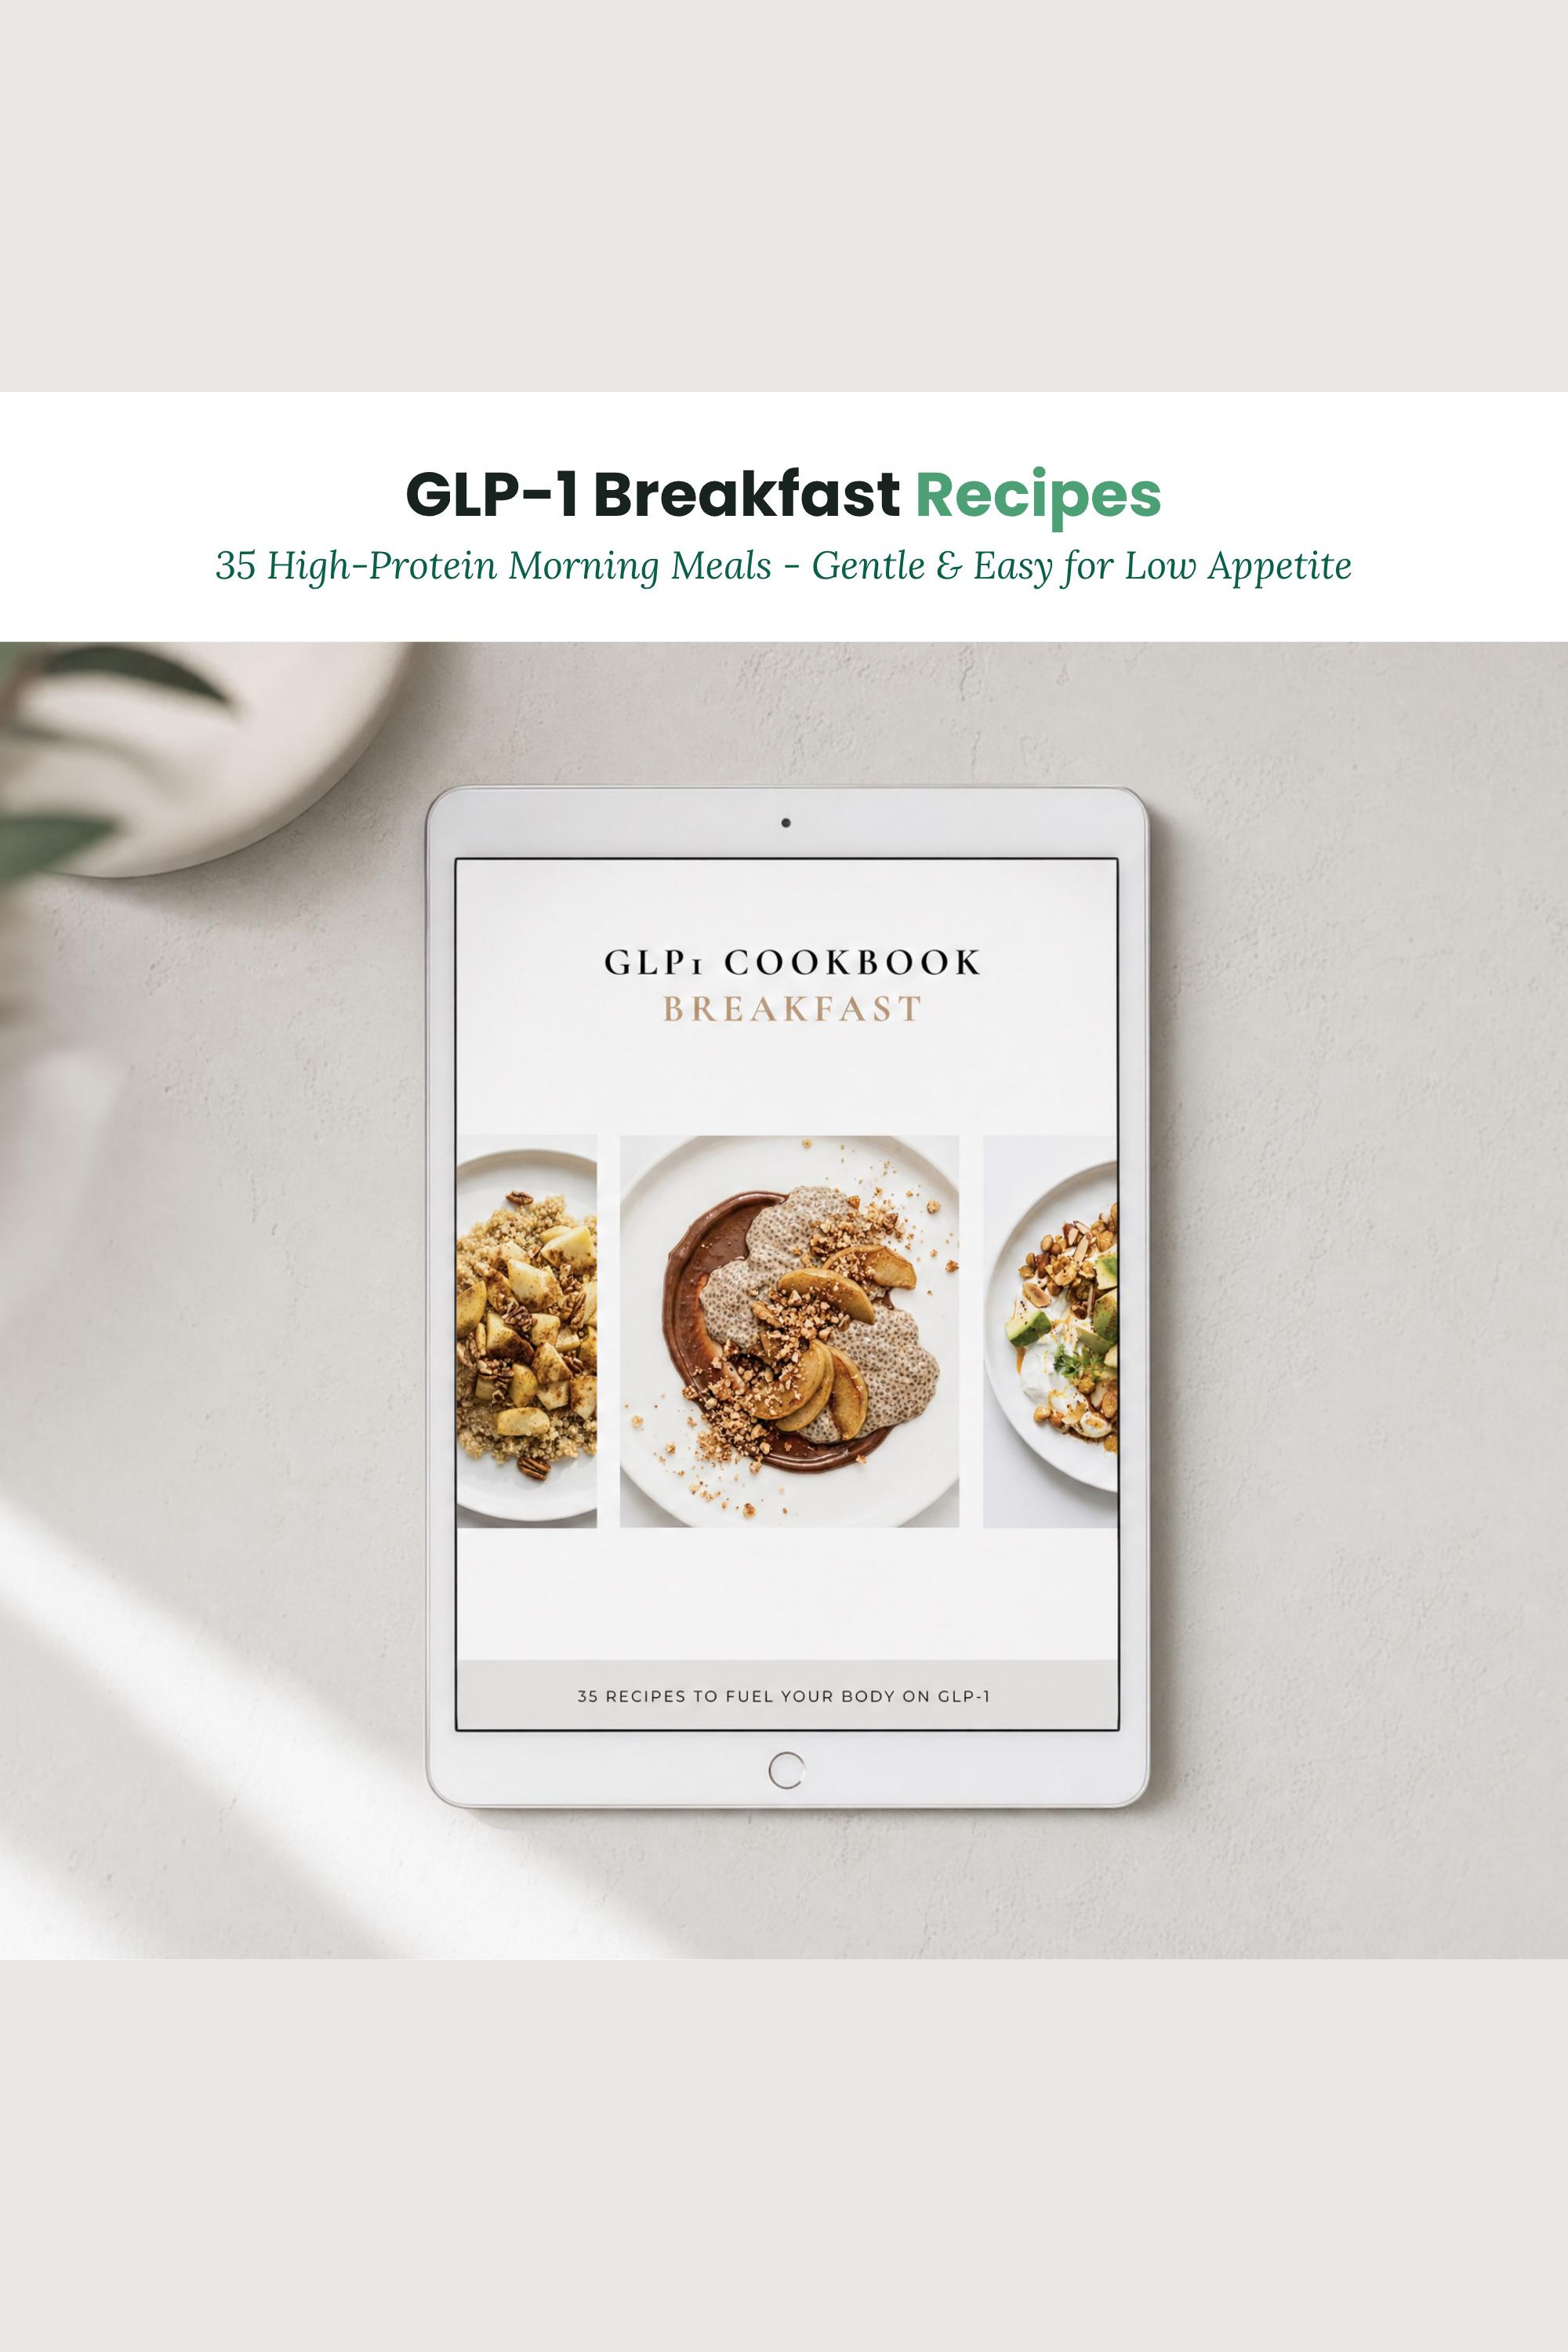 GLP-1 Breakfast Recipes
35 High-Protein Morning Meals - Gentle & Easy for Low Appetite
GLP1 COOKBOOK
BREAKFAST
35 RECIPES TO FUEL YOUR BODY ON GLP-1